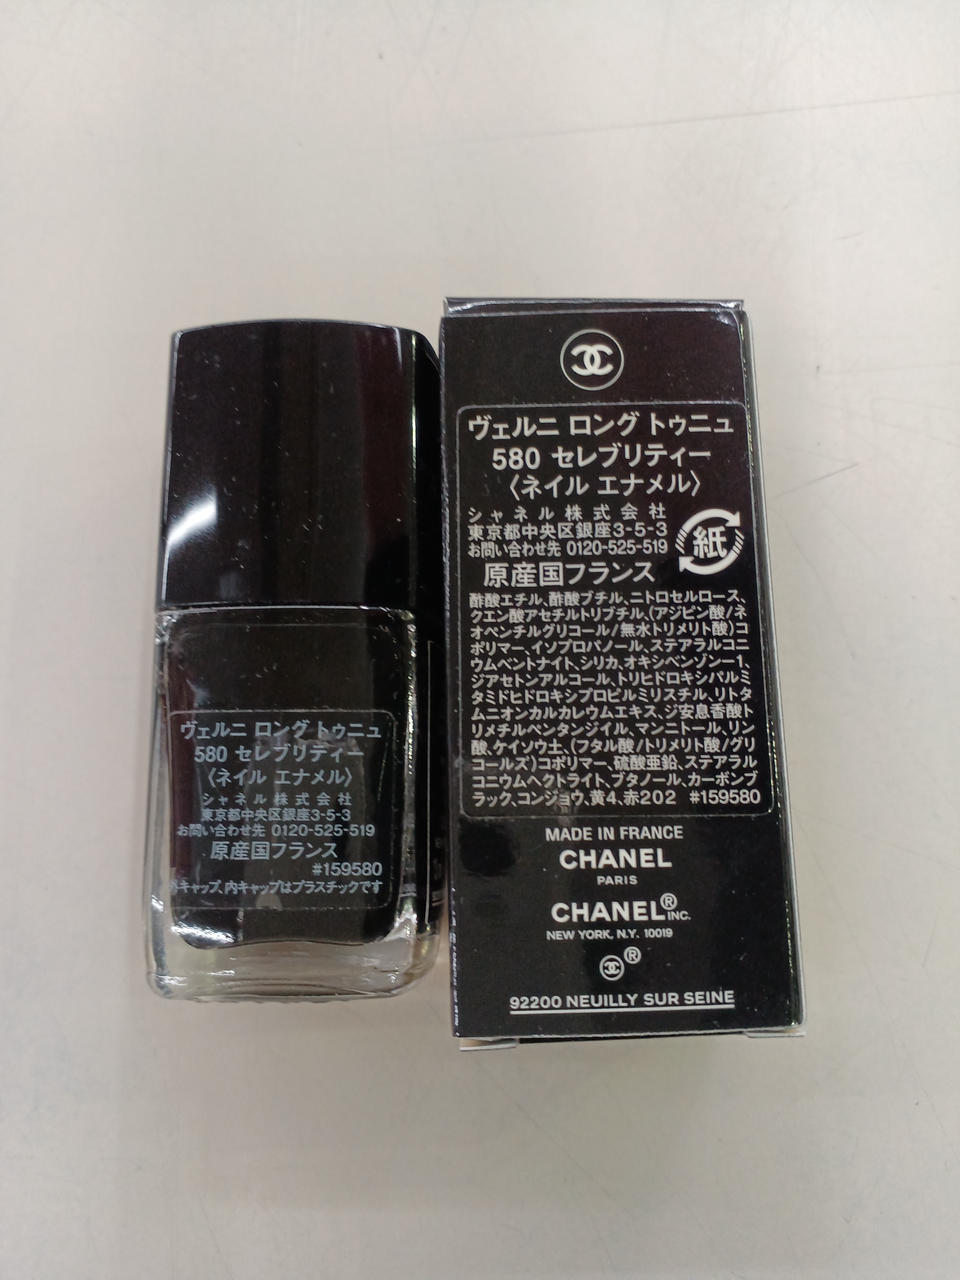 ヴェルニ ロング トゥニュ
580 セレブリティー
〈ネイル エナメル〉
シャネル株式会社
東京都中央区銀座3-5-3
お問い合わせ先 0120-525-519
原産国フランス
#159580
外キャップ、内キャップはプラスチックです
ヴェルニ ロング トゥニュ
580 セレブリティー
〈ネイル エナメル〉
シャネル株式会社
東京都中央区銀座3-5-3
お問い合わせ先 0120-525-519
紙
原産国フランス
酢酸エチル、酢酸ブチル、ニトロセルロース、
クエン酸アセチルトリブチル、(アジピン酸/ネ
オペンチルグリコール/無水トリメリト酸)コ
ポリマー、イソプロパノール、ステアラルコニ
ウムベントナイト、シリカ、オキシベンゾン-1、
ジアセトンアルコール、トリヒドロキシパルミ
タミドヒドロキシプロピルミリスチル、リトタ
ムニオンカルカレウムエキス、ジ安息香酸ト
リメチルペンタンジイル、マンニトール、リン
酸、ケイソウ土、(フタル酸/トリメリト酸/グリ
コールズ)コポリマー、硫酸亜鉛、ステアラル
コニウムヘクトライト、ブタノール、カーボンブ
ラック、コンジョウ、黄4、赤202 #159580
MADE IN FRANCE
CHANEL
PARIS
CHANEL® INC.
NEW YORK, N.Y. 10019
®
92200 NEUILLY SUR SEINE